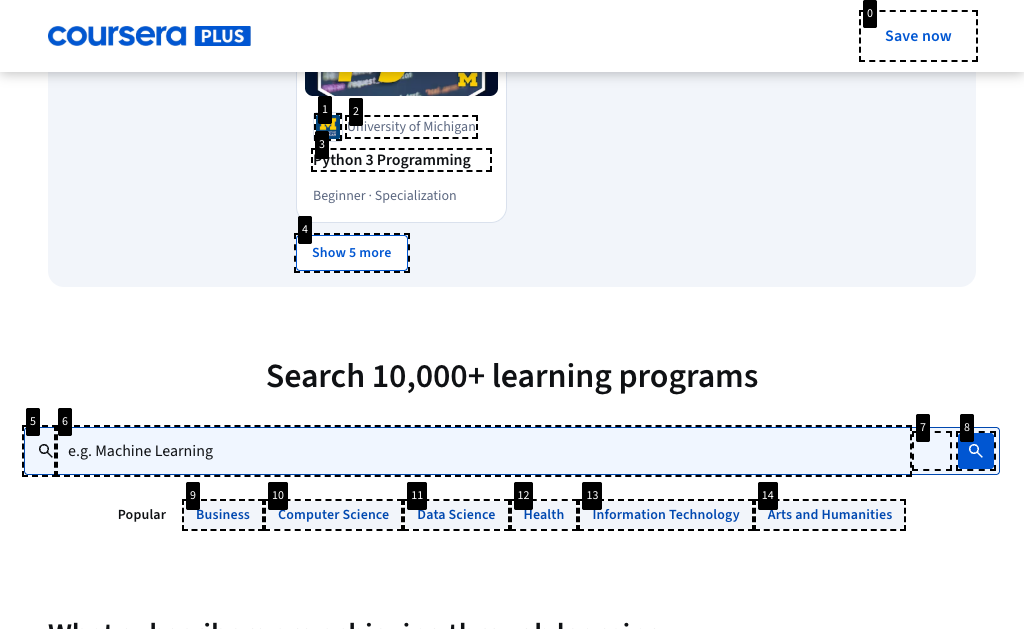 coursera PLUS
Save now
University of Michigan
Python 3 Programming
Beginner · Specialization
Show 5 more
Search 10,000+ learning programs
e.g. Machine Learning
Popular Business Computer Science Data Science Health Information Technology Arts and Humanities
0
1
2
3
4
5
6
7
8
9
10
11
12
13
14